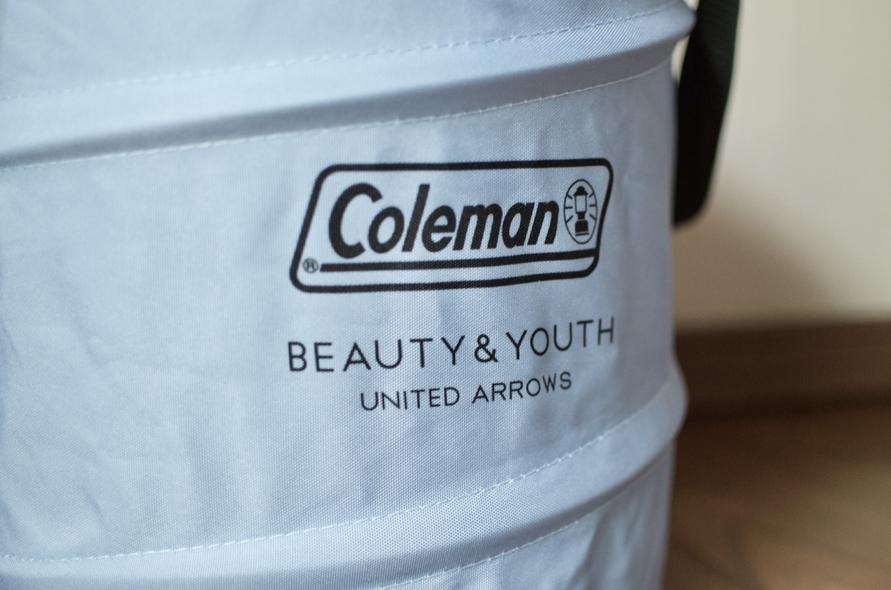 Coleman
®
BEAUTY & YOUTH
UNITED ARROWS